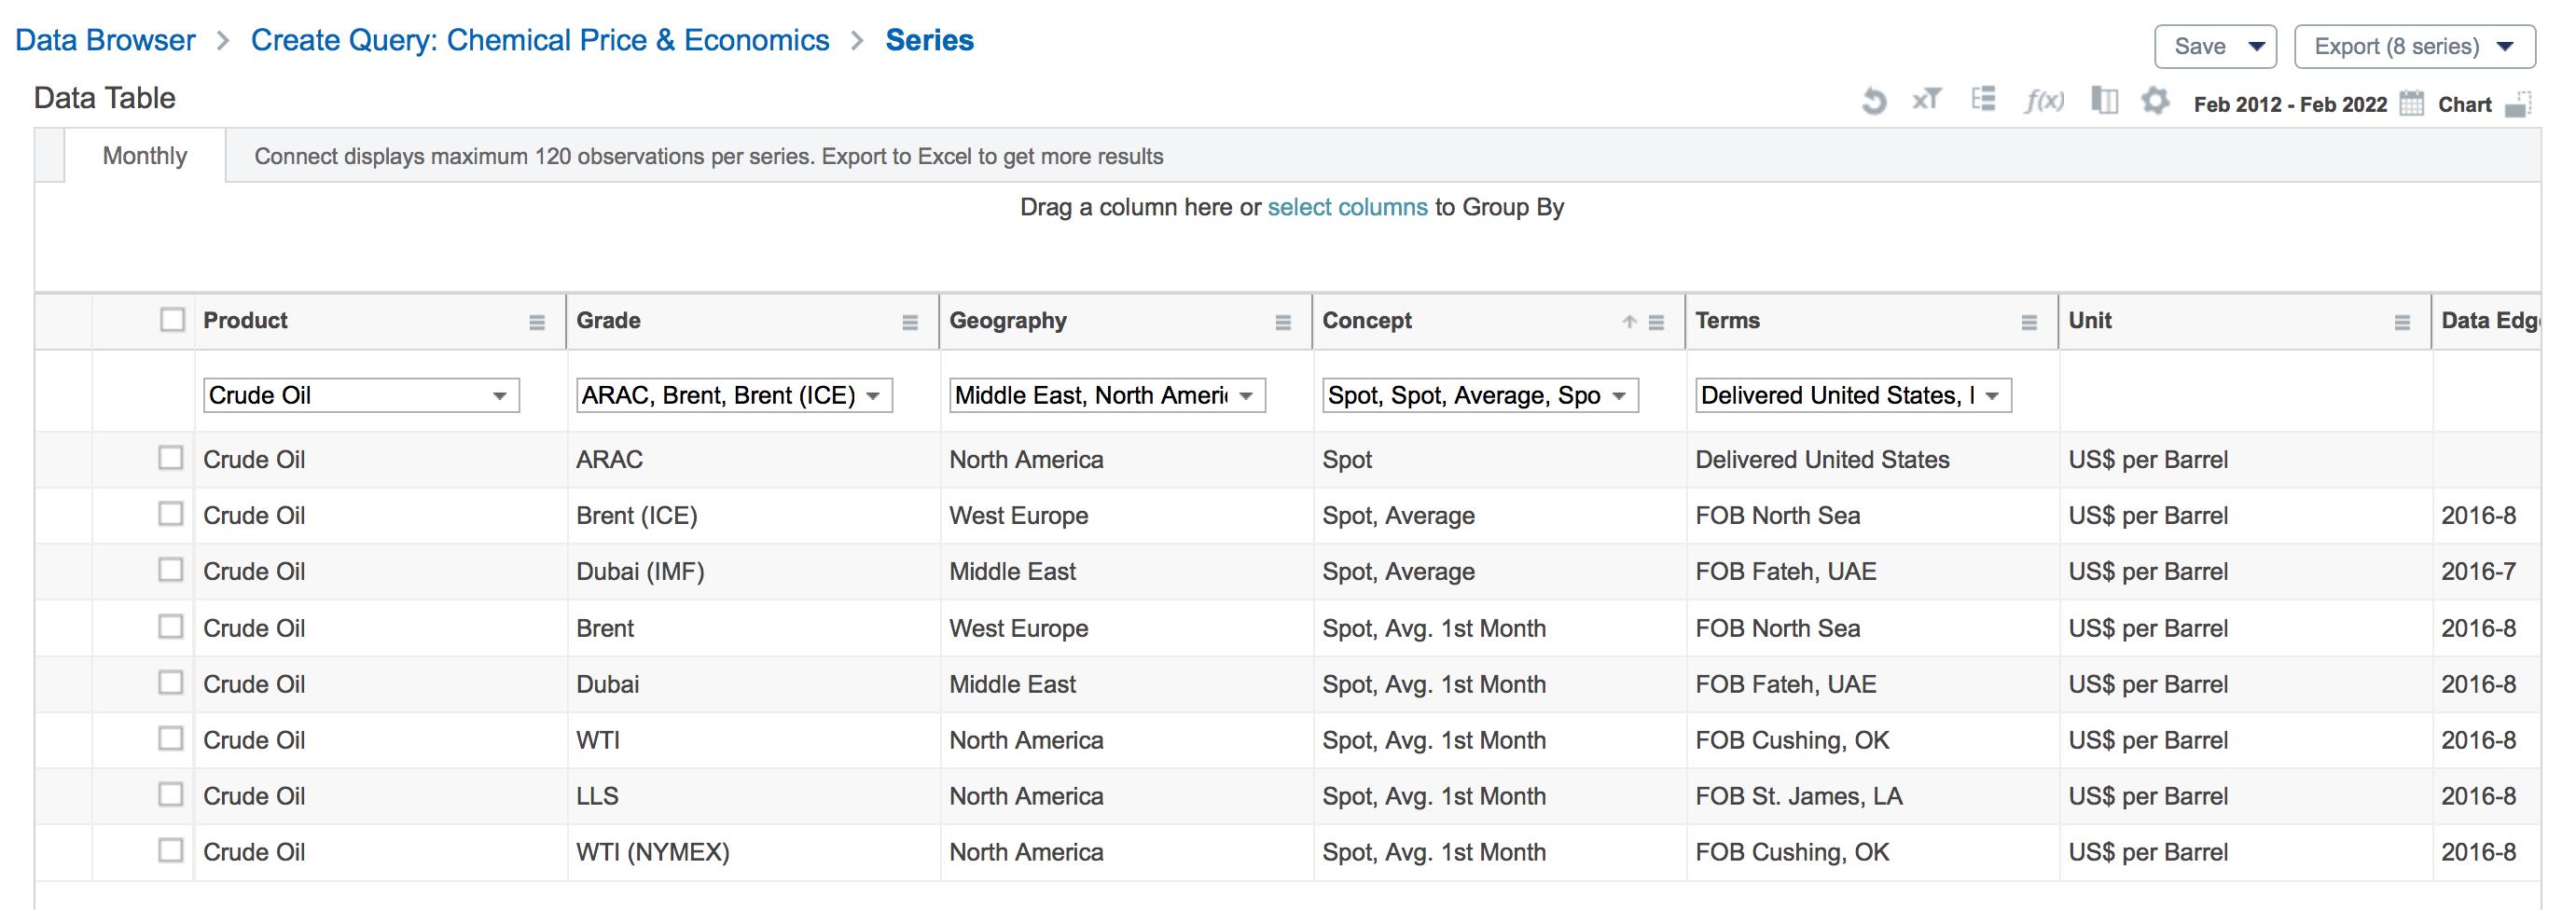 Data Browser > Create Query: Chemical Price & Economics > Series
Save Export (8 series)
Data Table
f(x) Feb 2012 - Feb 2022 Chart
Monthly Connect displays maximum 120 observations per series. Export to Excel to get more results
Drag a column here or select columns to Group By
Product Grade Geography Concept Terms Unit Data Edg
Crude Oil ARAC, Brent, Brent (ICE) Middle East, North Ameri Spot, Spot, Average, Spo Delivered United States, I
Crude Oil ARAC North America Spot Delivered United States US$ per Barrel
Crude Oil Brent (ICE) West Europe Spot, Average FOB North Sea US$ per Barrel 2016-8
Crude Oil Dubai (IMF) Middle East Spot, Average FOB Fateh, UAE US$ per Barrel 2016-7
Crude Oil Brent West Europe Spot, Avg. 1st Month FOB North Sea US$ per Barrel 2016-8
Crude Oil Dubai Middle East Spot, Avg. 1st Month FOB Fateh, UAE US$ per Barrel 2016-8
Crude Oil WTI North America Spot, Avg. 1st Month FOB Cushing, OK US$ per Barrel 2016-8
Crude Oil LLS North America Spot, Avg. 1st Month FOB St. James, LA US$ per Barrel 2016-8
Crude Oil WTI (NYMEX) North America Spot, Avg. 1st Month FOB Cushing, OK US$ per Barrel 2016-8